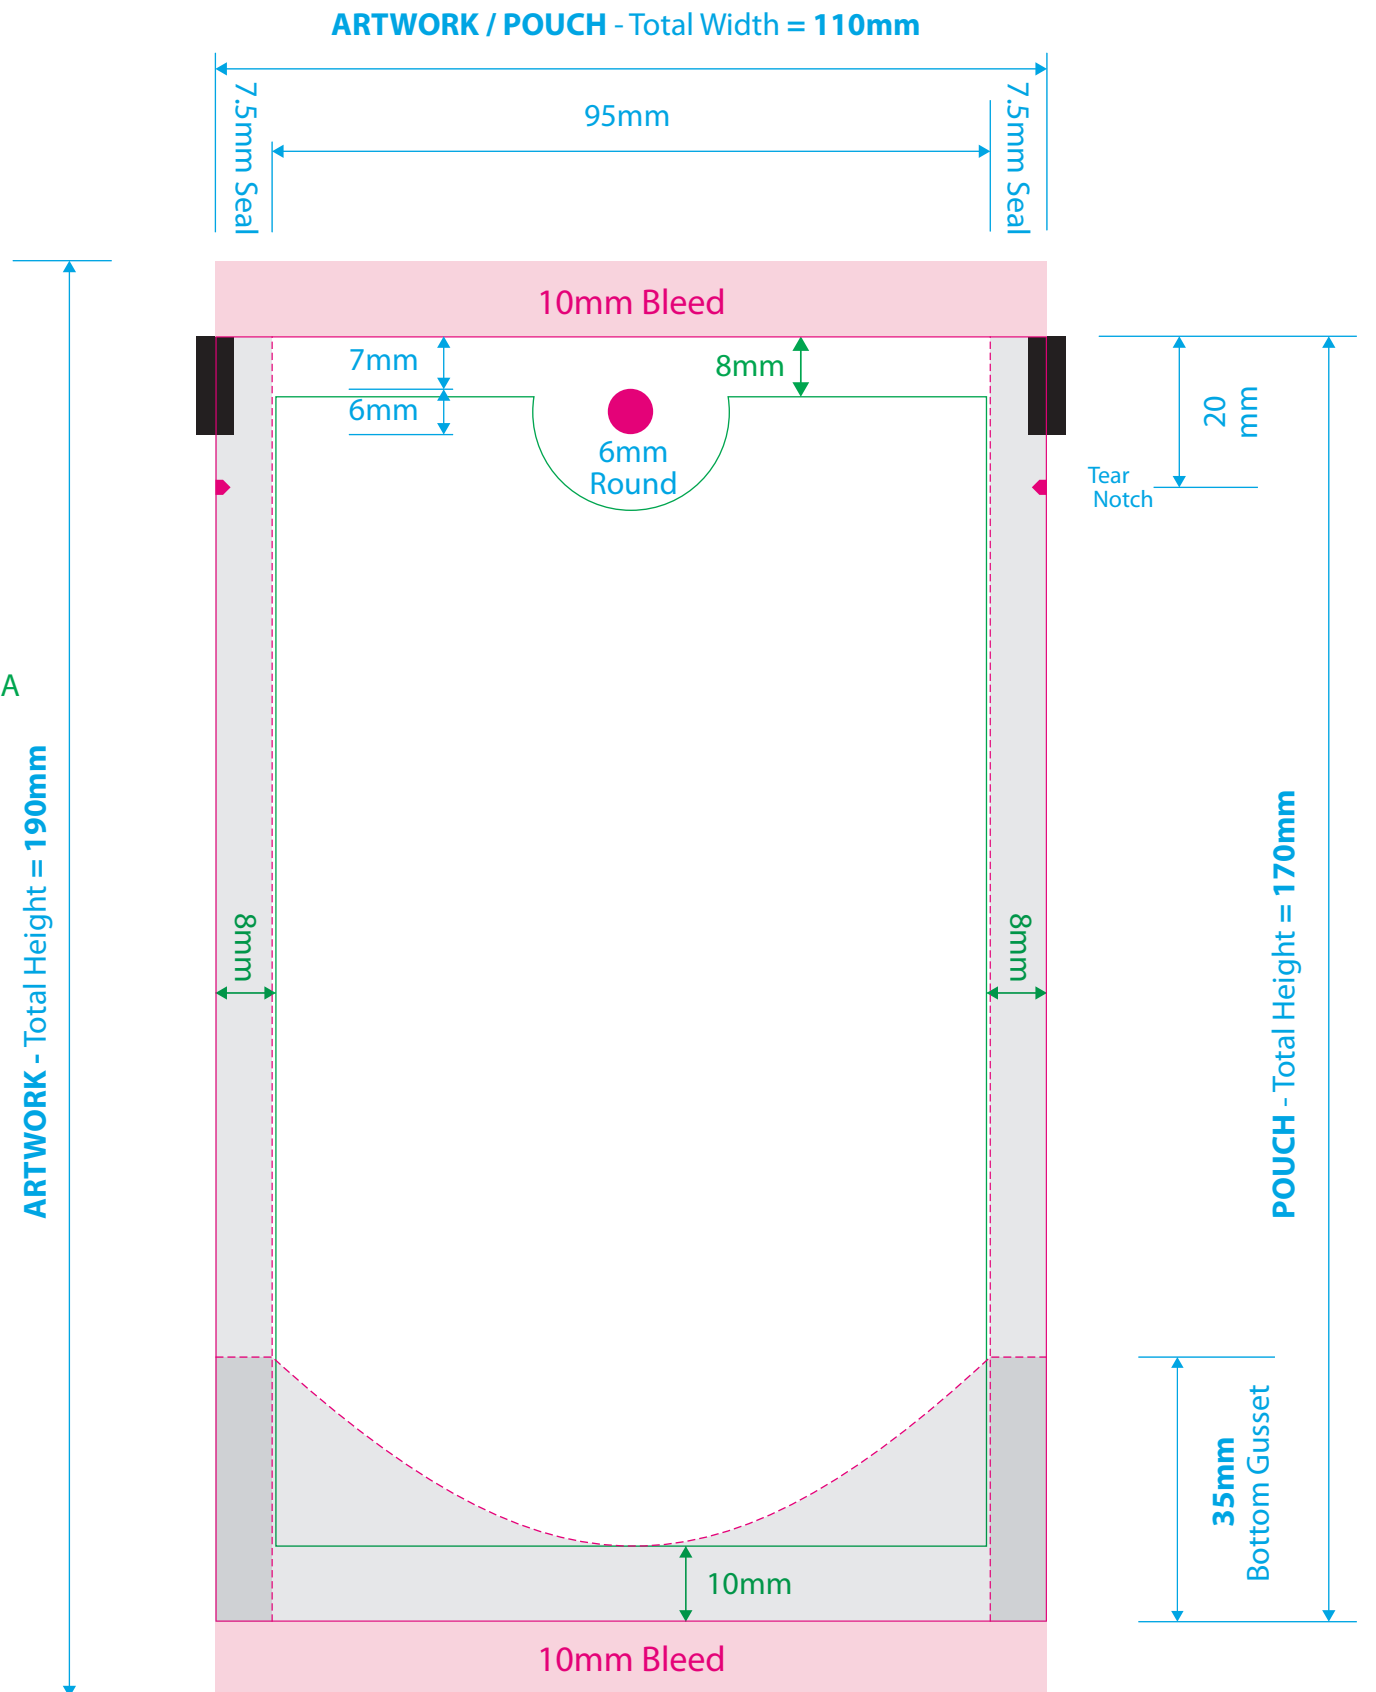 ARTWORK / POUCH - Total Width = 110mm
7.5mm Seal
95mm
7.5mm Seal
10mm Bleed
7mm
8mm
6mm
6mm
Round
20
mm
Tear
Notch
A
ARTWORK - Total Height = 190mm
POUCH - Total Height = 170mm
8mm
8mm
35mm
Bottom Gusset
10mm
10mm Bleed